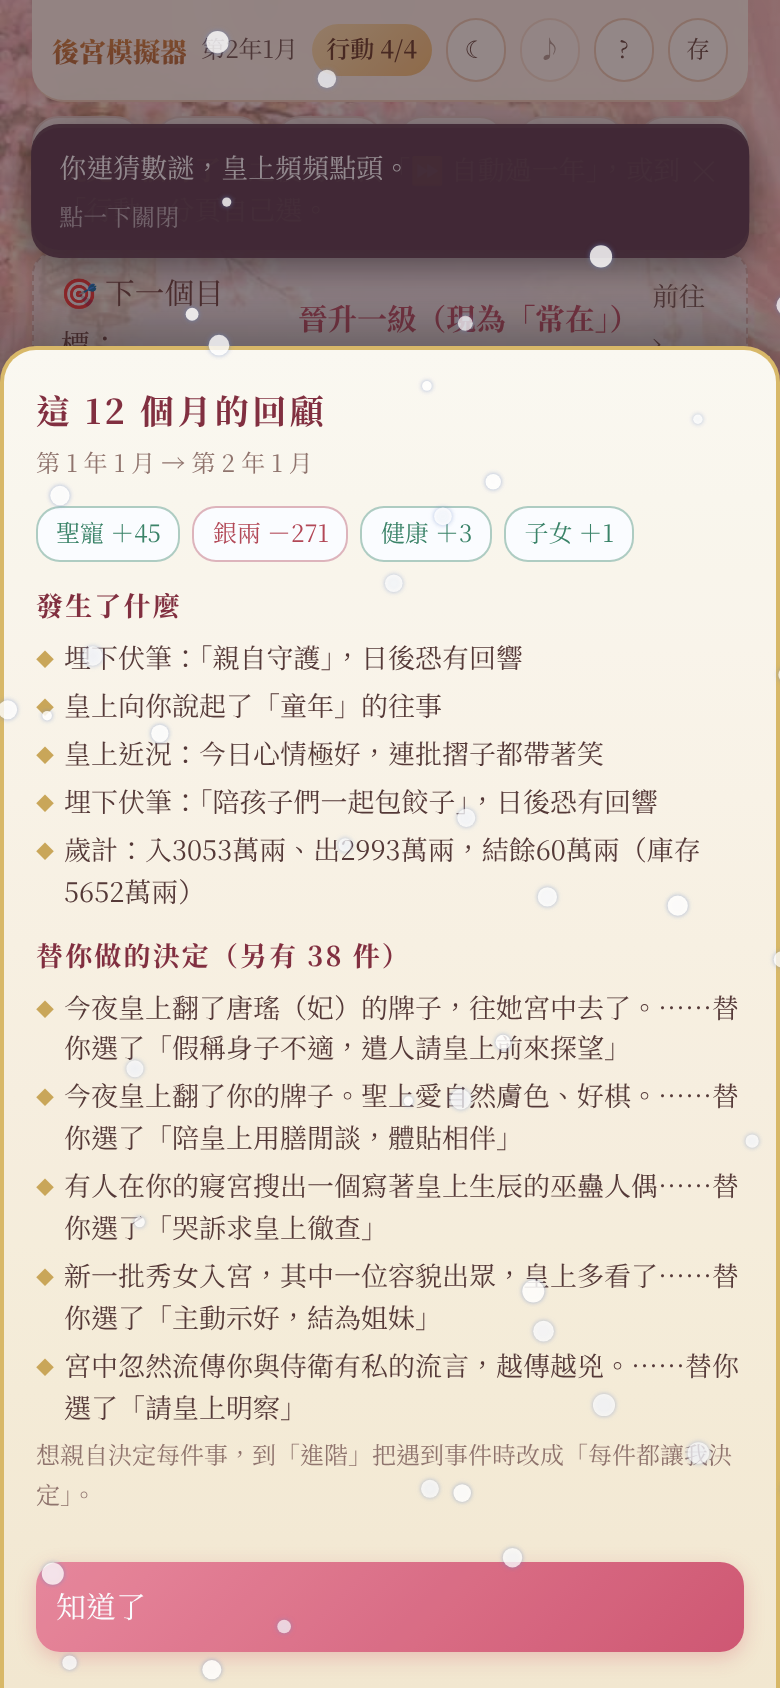 後宮模擬器 第2年1月 行動 4/4 ☾ ♪ ? 存
你連猜數謎，皇上頻頻點頭。
自動過一年」，或到 ✕
點一下關閉
分頁自己選。
🎯 下一個目標：
晉升一級（現為「常在」）
前往
這 12 個月的回顧
第 1 年 1 月 → 第 2 年 1 月
聖寵 +45 銀兩 −271 健康 +3 子女 +1
發生了什麼
◆ 埋下伏筆：「親自守護」，日後恐有回響
◆ 皇上向你說起了「童年」的往事
◆ 皇上近況：今日心情極好，連批摺子都帶著笑
◆ 埋下伏筆：「陪孩子們一起包餃子」，日後恐有回響
◆ 歲計：入3053萬兩、出2993萬兩，結餘60萬兩（庫存
5652萬兩）
替你做的決定（另有 38 件）
◆ 今夜皇上翻了唐瑤（妃）的牌子，往她宮中去了。……替
你選了「假稱身子不適，遣人請皇上前來探望」
◆ 今夜皇上翻了你的牌子。聖上愛自然膚色、好棋。……替
你選了「陪皇上用膳閒談，體貼相伴」
◆ 有人在你的寢宮搜出一個寫著皇上生辰的巫蠱人偶……替
你選了「哭訴求皇上徹查」
◆ 新一批秀女入宮，其中一位容貌出眾，皇上多看了……替
你選了「主動示好，結為姐妹」
◆ 宮中忽然流傳你與侍衛有私的流言，越傳越兇。……替你
選了「請皇上明察」
想親自決定每件事，到「進階」把遇到事件時改成「每件都讓我決
定」。
知道了